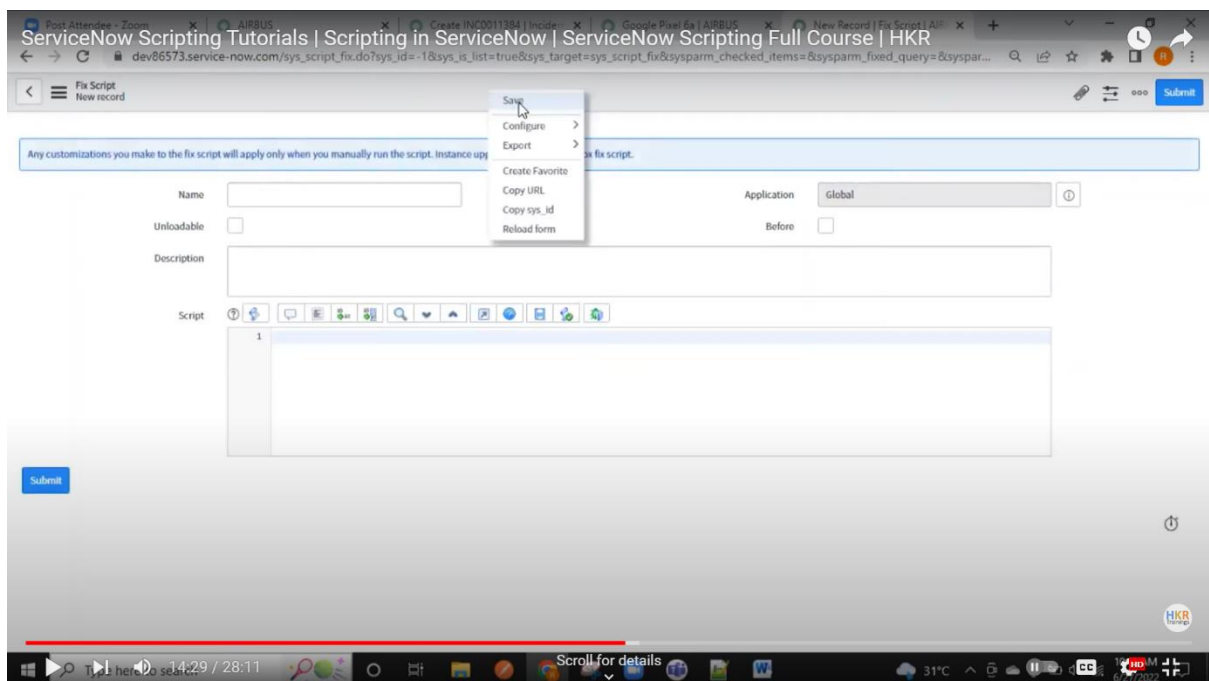 Post Attendee - Zoom
AIRBUS
Create INC0011384 | Incide
Google Pixel 6a | AIRBUS
New Record | Fix Script | AIF
ServiceNow Scripting Tutorials | Scripting in ServiceNow | ServiceNow Scripting Full Course | HKR
dev86573.service-now.com/sys_script_fix.do?sys_id=-1&sys_is_list=true&sys_target=sys_script_fix&sysparm_checked_items=&sysparm_fixed_query=&syspar...
Fix Script
New record
Submit
Save
Configure
Export
Create Favorite
Copy URL
Copy sys_id
Reload form
Any customizations you make to the fix script will apply only when you manually run the script. Instance
fix script.
Name
Application
Global
Unloadable
Before
Description
Script
1
Submit
HKR
Trainings
14:29 / 28:11
Scroll for details
31°C
CC
HD